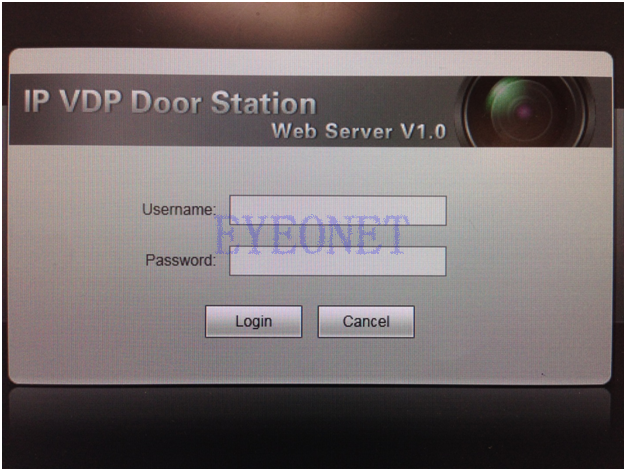 IP VDP Door Station
Web Server V1.0
Username:
EYEONET
Password:
Login
Cancel